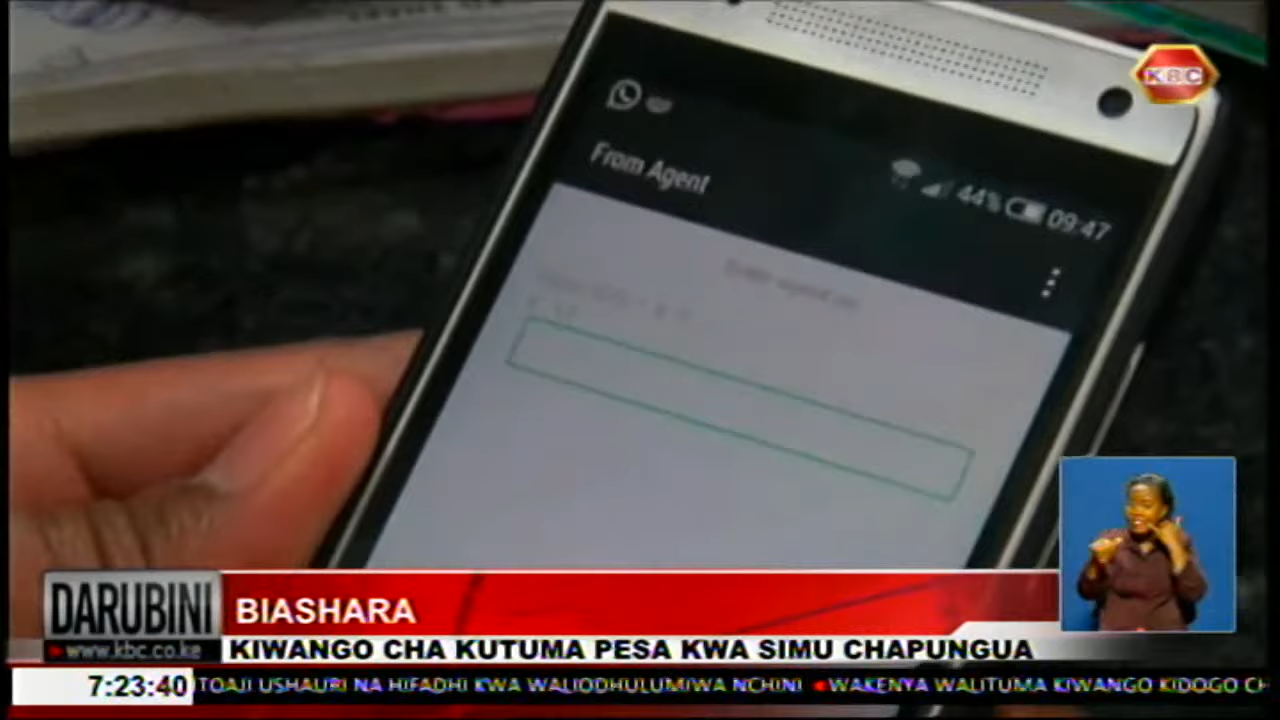 KBC
From Agent
44% 09:47
DARUBINI
www.kbc.co.ke
BIASHARA
KIWANGO CHA KUTUMA PESA KWA SIMU CHAPUNGUA
7:23:40
TOAJI USHAURI NA HIFADHI KWA WALIODHULUMIWA NCHINI WAKENYA WALITUMA KIWANGO KIDOGO